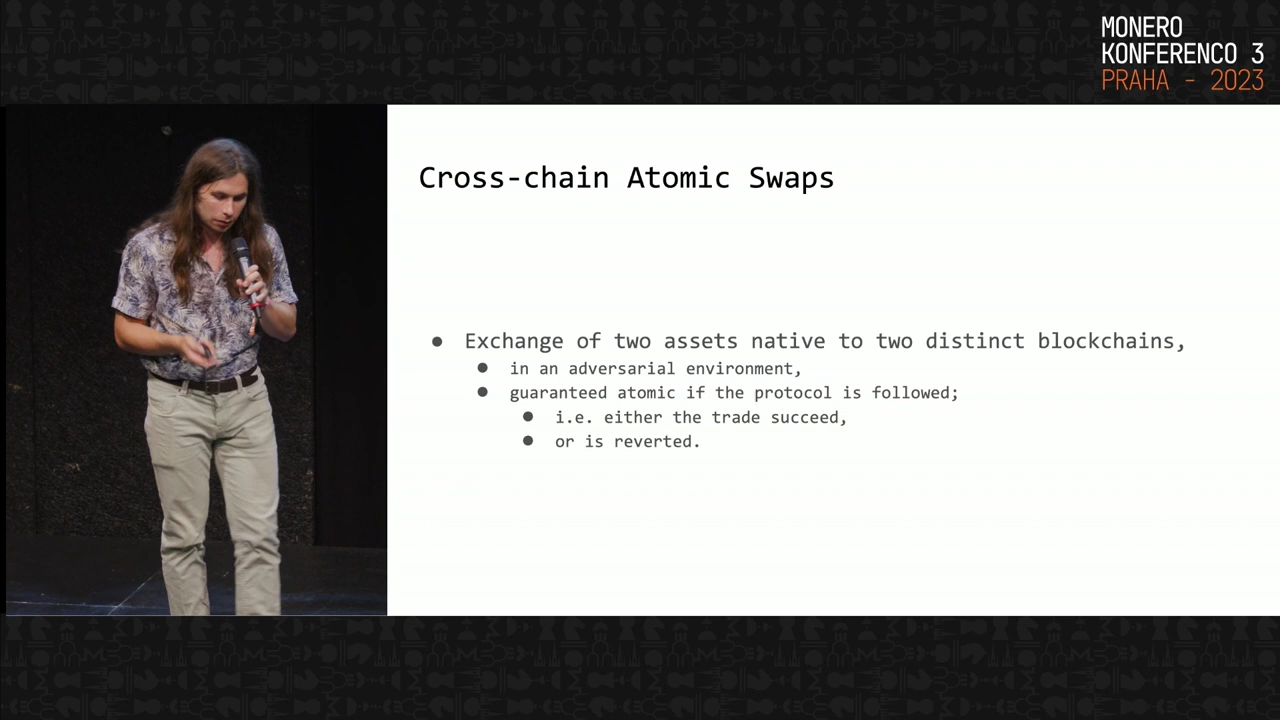 MONERO
KONFERENCO 3
PRAHA - 2023
Cross-chain Atomic Swaps
● Exchange of two assets native to two distinct blockchains,
● in an adversarial environment,
● guaranteed atomic if the protocol is followed;
● i.e. either the trade succeed,
● or is reverted.